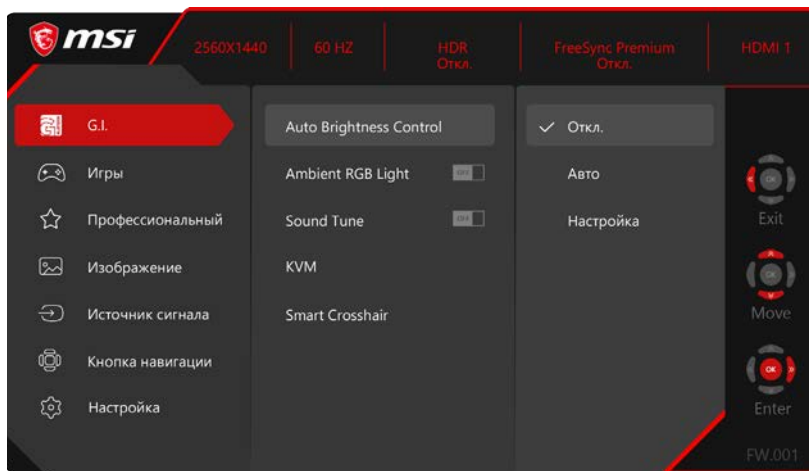 msi
2560X1440
60 HZ
HDR
Откл.
FreeSync Premium
Откл.
HDMI 1
G.I.
Игры
Профессиональный
Изображение
Источник сигнала
Кнопка навигации
Настройка
Auto Brightness Control
Ambient RGB Light OFF
Sound Tune OFF
KVM
Smart Crosshair
Откл.
Авто
Настройка
OK
Exit
OK
Move
OK
Enter
FW.001